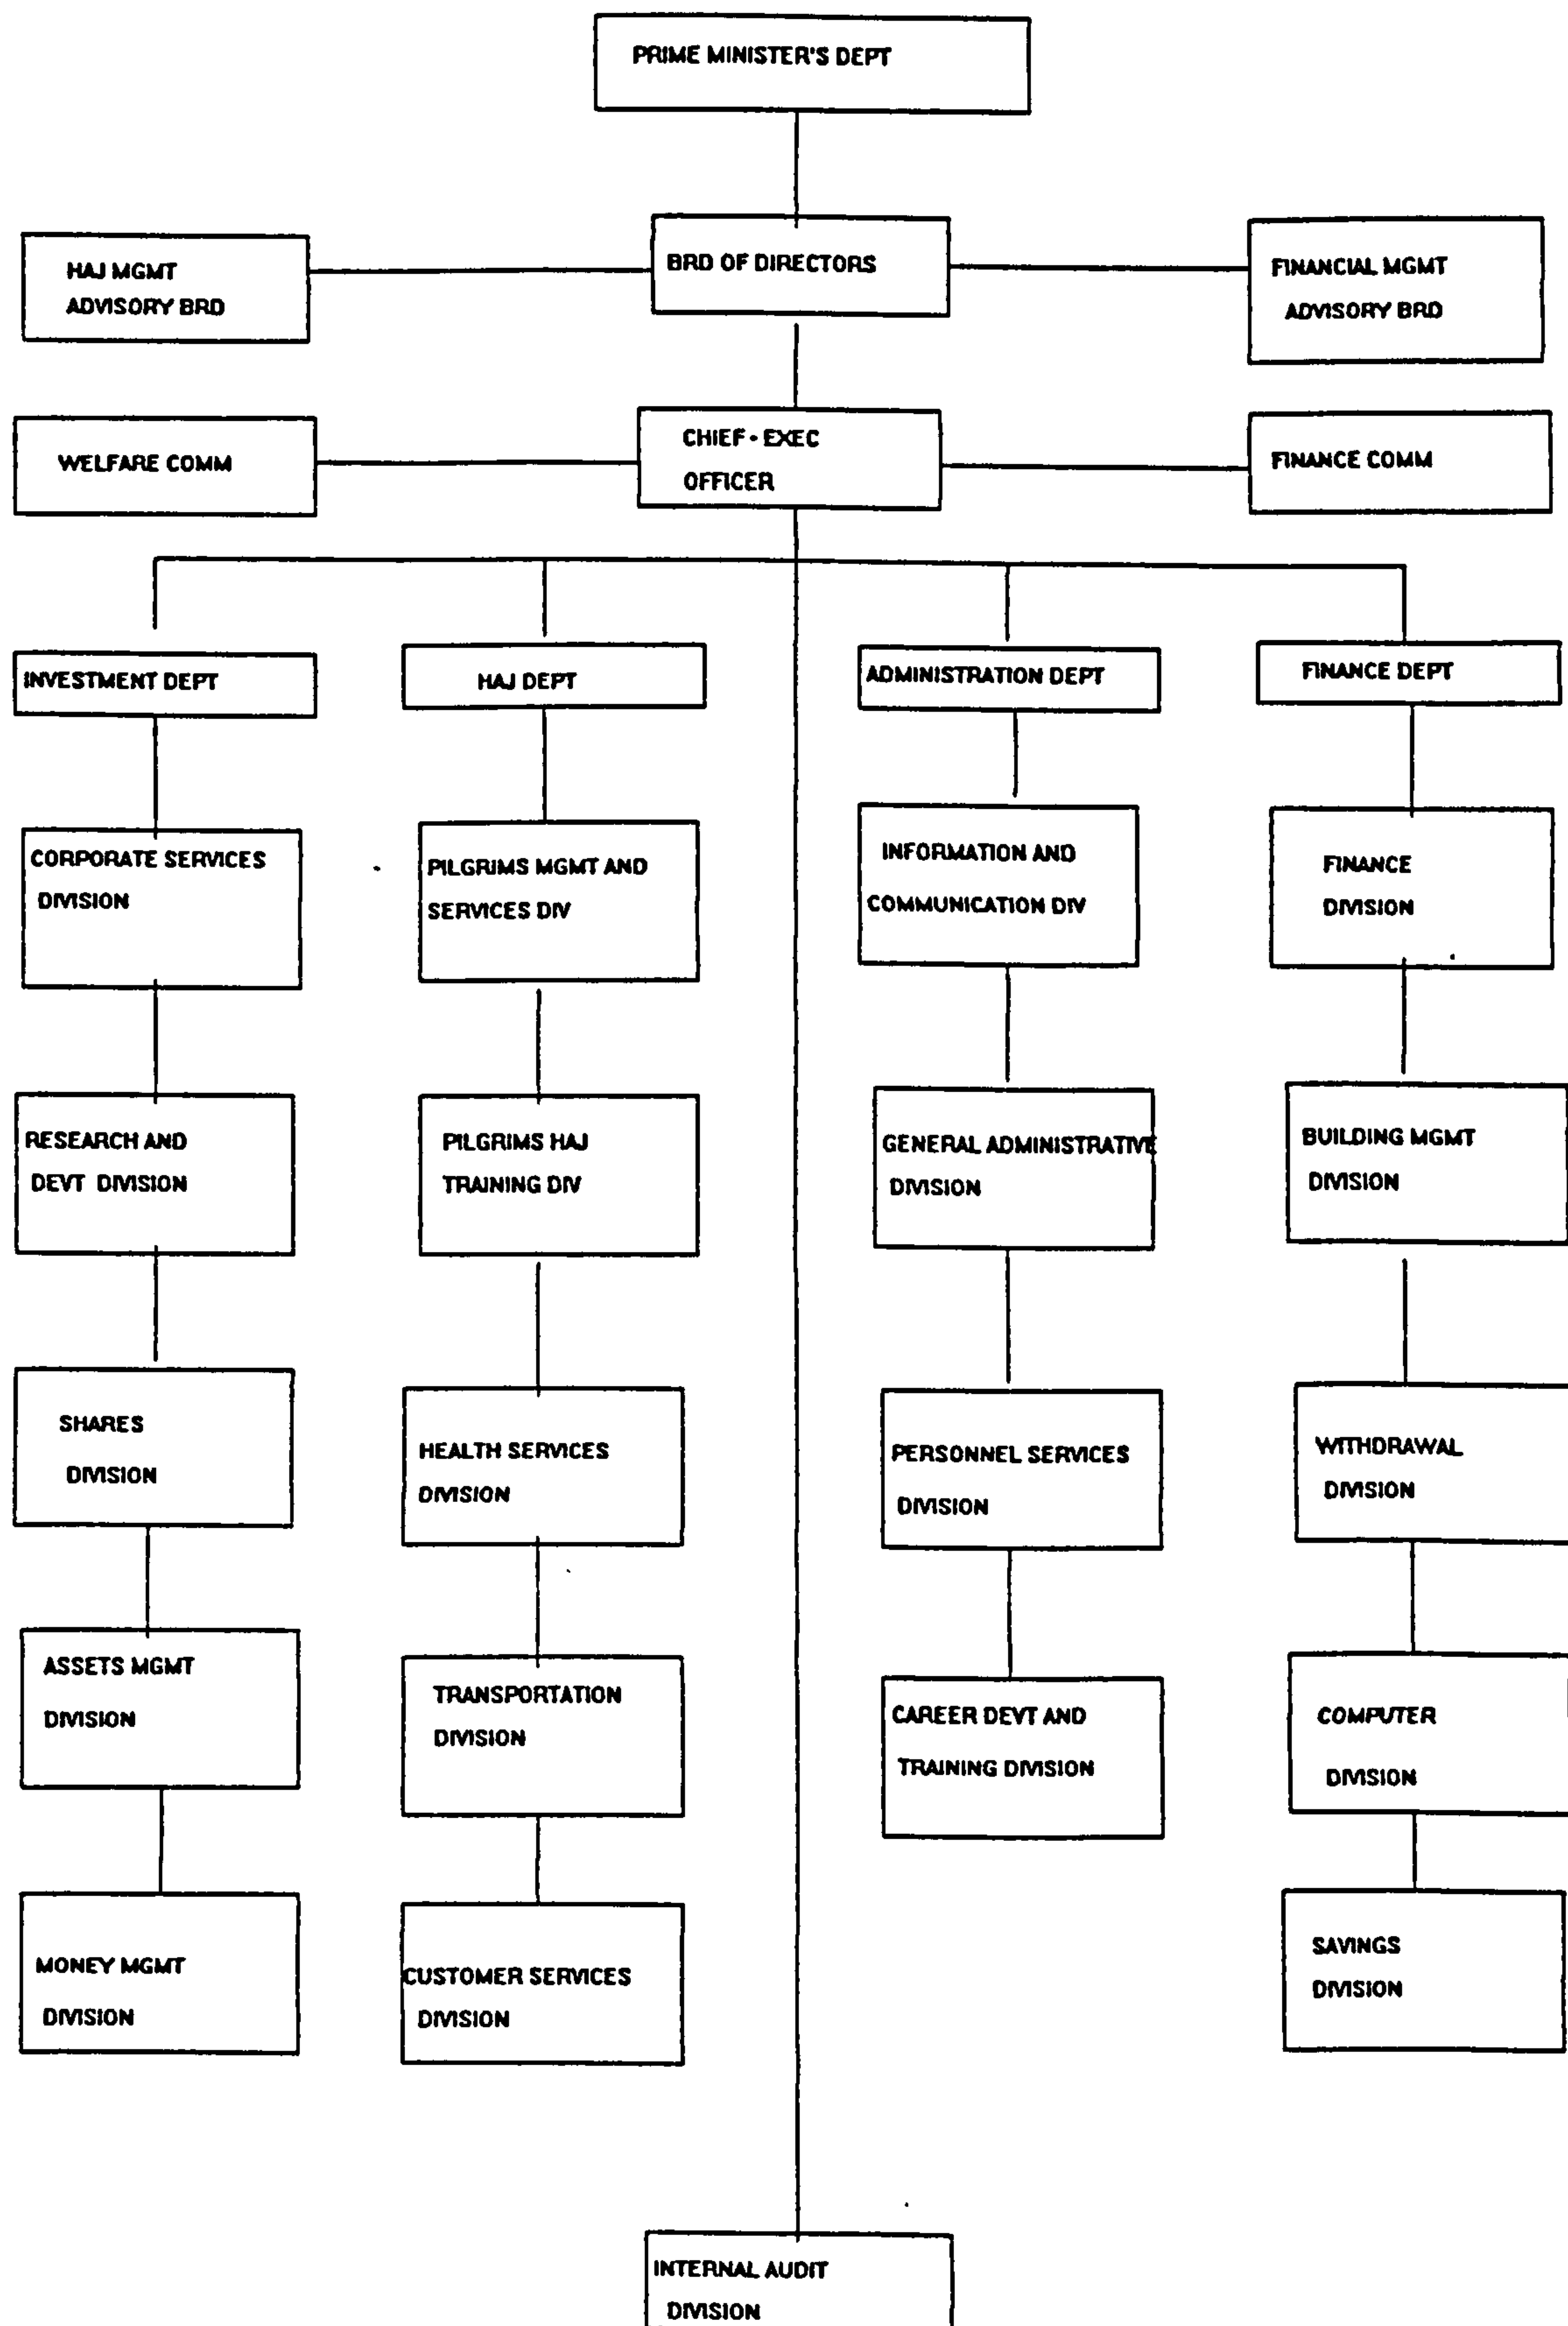 PRIME MINISTER'S DEPT
HAJ MGMT
ADVISORY BRD
BRD OF DIRECTORS
FINANCIAL MGMT
ADVISORY BRD
WELFARE COMM
CHIEF - EXEC
OFFICER
FINANCE COMM
INVESTMENT DEPT
HAJ DEPT
ADMINISTRATION DEPT
FINANCE DEPT
CORPORATE SERVICES
DIVISION
PILGRIMS MGMT AND
SERVICES DIV
INFORMATION AND
COMMUNICATION DIV
FINANCE
DIVISION
RESEARCH AND
DEVT DIVISION
PILGRIMS HAJ
TRAINING DIV
GENERAL ADMINISTRATIVE
DIVISION
BUILDING MGMT
DIVISION
SHARES
DIVISION
HEALTH SERVICES
DIVISION
PERSONNEL SERVICES
DIVISION
WITHDRAWAL
DIVISION
ASSETS MGMT
DIVISION
TRANSPORTATION
DIVISION
CAREER DEVT AND
TRAINING DIVISION
COMPUTER
DIVISION
MONEY MGMT
DIVISION
CUSTOMER SERVICES
DIVISION
SAVINGS
DIVISION
INTERNAL AUDIT
DIVISION